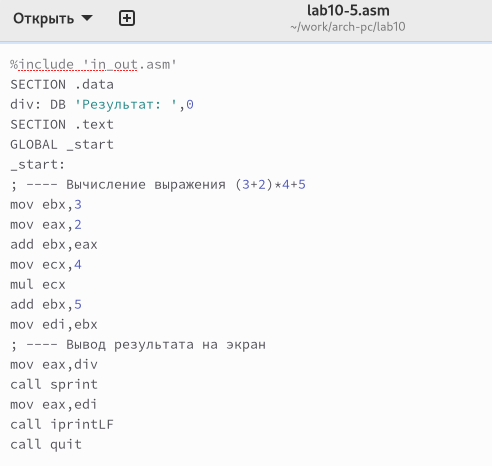 Открыть
lab10-5.asm
~/work/arch-pc/lab10
%include 'in_out.asm'
SECTION .data
div: DB 'Результат: ',0
SECTION .text
GLOBAL _start
_start:
; ---- Вычисление выражения (3+2)*4+5
mov ebx,3
mov eax,2
add ebx,eax
mov ecx,4
mul ecx
add ebx,5
mov edi,ebx
; ---- Вывод результата на экран
mov eax,div
call sprint
mov eax,edi
call iprintLF
call quit